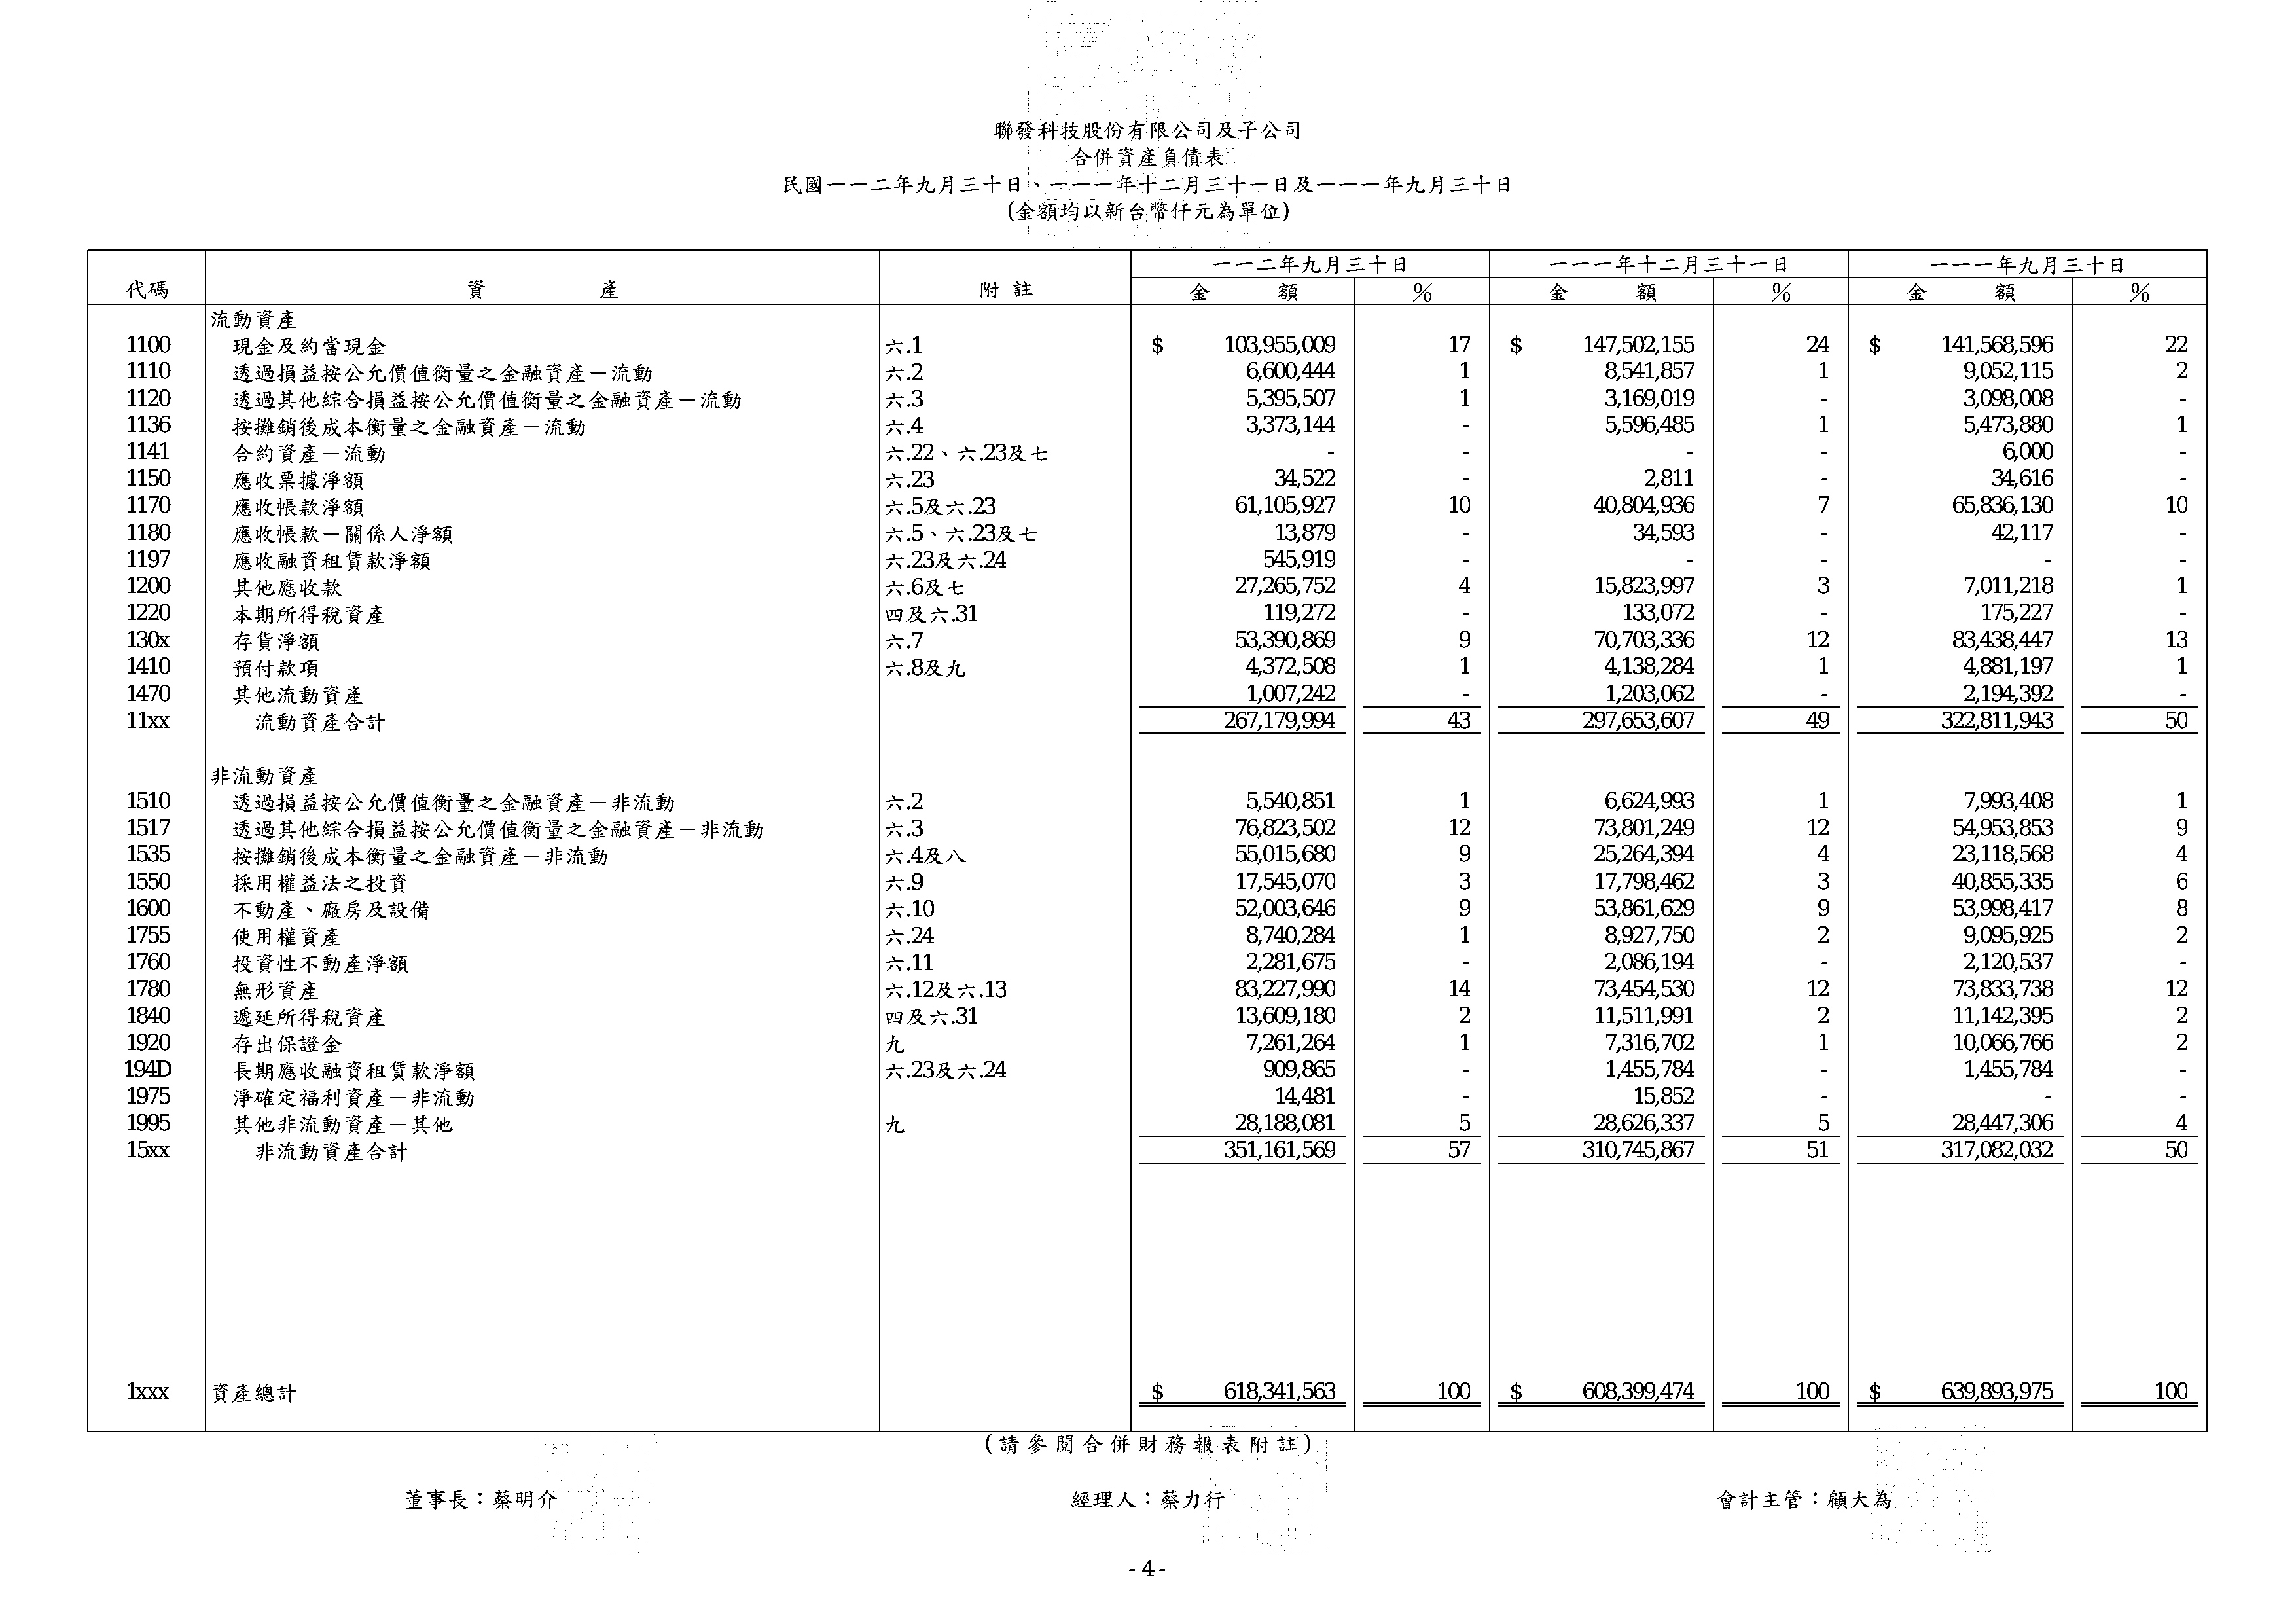 聯發科技股份有限公司及子公司
合併資產負債表
民國一一二年九月三十日、一一一年十二月三十一日及一一一年九月三十日
(金額均以新台幣仟元為單位)
一一二年九月三十日 一一一年十二月三十一日 一一一年九月三十日
代碼 資 產 附 註 金 額 % 金 額 % 金 額 %
流動資產
1100 現金及約當現金 六.1 $ 103,955,009 17 $ 147,502,155 24 $ 141,568,596 22
1110 透過損益按公允價值衡量之金融資產－流動 六.2 6,600,444 1 8,541,857 1 9,052,115 2
1120 透過其他綜合損益按公允價值衡量之金融資產－流動 六.3 5,395,507 1 3,169,019 - 3,098,008 -
1136 按攤銷後成本衡量之金融資產－流動 六.4 3,373,144 - 5,596,485 1 5,473,880 1
1141 合約資產－流動 六.22、六.23及七 - - - - 6,000 -
1150 應收票據淨額 六.23 34,522 - 2,811 - 34,616 -
1170 應收帳款淨額 六.5及六.23 61,105,927 10 40,804,936 7 65,836,130 10
1180 應收帳款－關係人淨額 六.5、六.23及七 13,879 - 34,593 - 42,117 -
1197 應收融資租賃款淨額 六.23及六.24 545,919 - - - - -
1200 其他應收款 六.6及七 27,265,752 4 15,823,997 3 7,011,218 1
1220 本期所得稅資產 四及六.31 119,272 - 133,072 - 175,227 -
130x 存貨淨額 六.7 53,390,869 9 70,703,336 12 83,438,447 13
1410 預付款項 六.8及九 4,372,508 1 4,138,284 1 4,881,197 1
1470 其他流動資產 1,007,242 - 1,203,062 - 2,194,392 -
11xx 流動資產合計 267,179,994 43 297,653,607 49 322,811,943 50
非流動資產
1510 透過損益按公允價值衡量之金融資產－非流動 六.2 5,540,851 1 6,624,993 1 7,993,408 1
1517 透過其他綜合損益按公允價值衡量之金融資產－非流動 六.3 76,823,502 12 73,801,249 12 54,953,853 9
1535 按攤銷後成本衡量之金融資產－非流動 六.4及八 55,015,680 9 25,264,394 4 23,118,568 4
1550 採用權益法之投資 六.9 17,545,070 3 17,798,462 3 40,855,335 6
1600 不動產、廠房及設備 六.10 52,003,646 9 53,861,629 9 53,998,417 8
1755 使用權資產 六.24 8,740,284 1 8,927,750 2 9,095,925 2
1760 投資性不動產淨額 六.11 2,281,675 - 2,086,194 - 2,120,537 -
1780 無形資產 六.12及六.13 83,227,990 14 73,454,530 12 73,833,738 12
1840 遞延所得稅資產 四及六.31 13,609,180 2 11,511,991 2 11,142,395 2
1920 存出保證金 九 7,261,264 1 7,316,702 1 10,066,766 2
194D 長期應收融資租賃款淨額 六.23及六.24 909,865 - 1,455,784 - 1,455,784 -
1975 淨確定福利資產－非流動 14,481 - 15,852 - - -
1995 其他非流動資產－其他 九 28,188,081 5 28,626,337 5 28,447,306 4
15xx 非流動資產合計 351,161,569 57 310,745,867 51 317,082,032 50
1xxx 資產總計 $ 618,341,563 100 $ 608,399,474 100 $ 639,893,975 100
(請參閱合併財務報表附註)
董事長：蔡明介 經理人：蔡力行 會計主管：顧大為
- 4 -